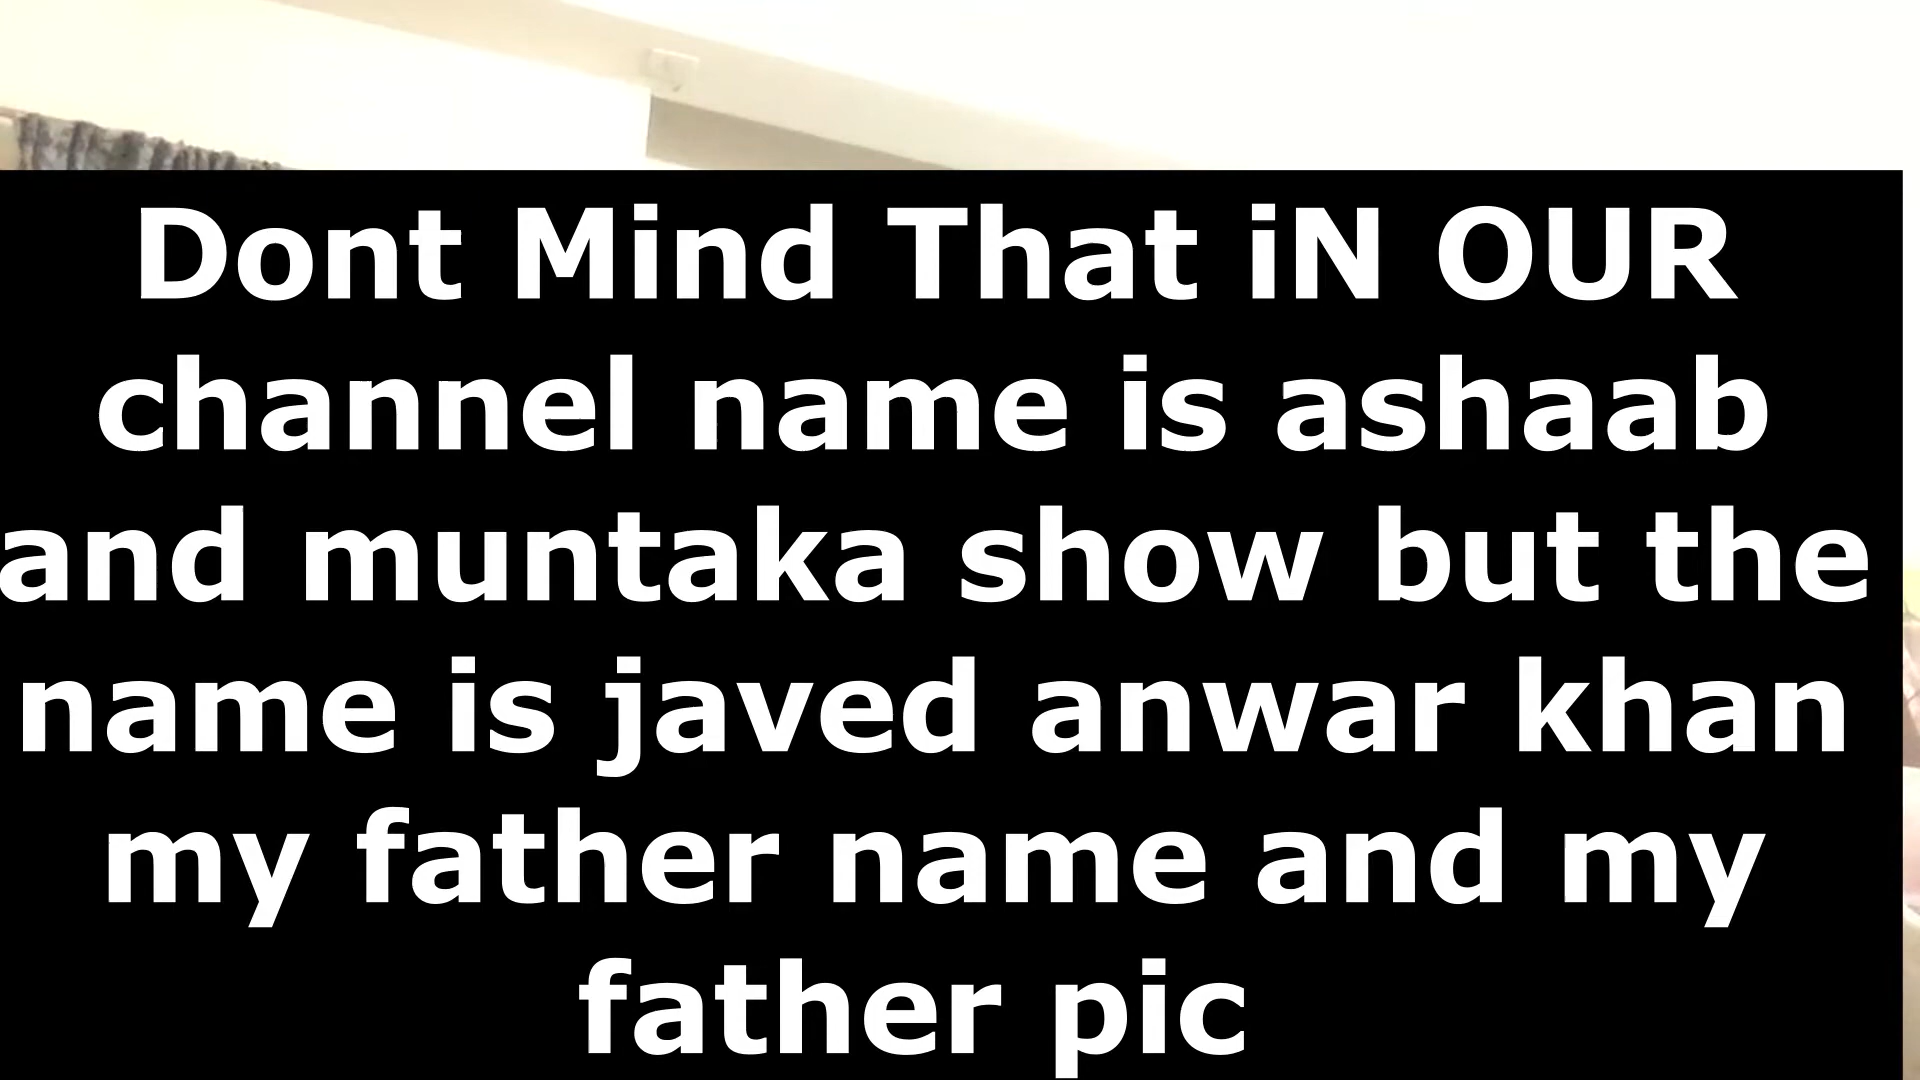 Dont Mind That iN OUR
channel name is ashaab
and muntaka show but the
name is javed anwar khan
my father name and my
father pic